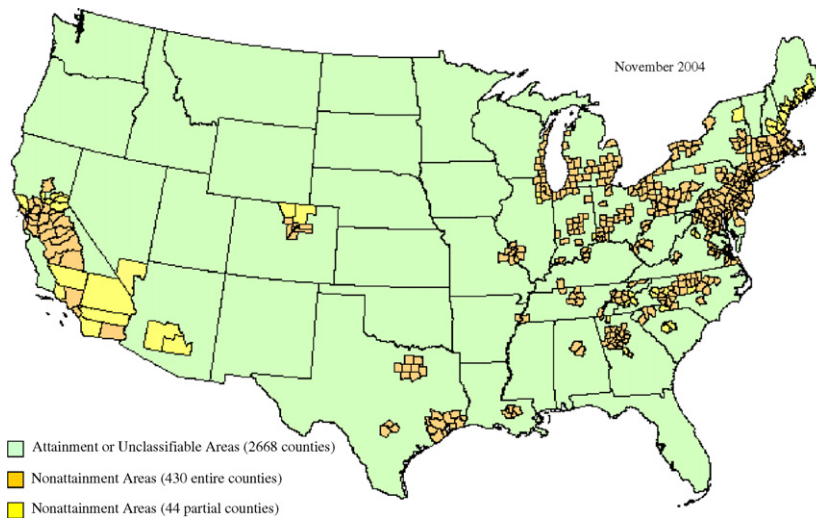 November 2004
Attainment or Unclassifiable Areas (2668 counties)
Nonattainment Areas (430 entire counties)
Nonattainment Areas (44 partial counties)